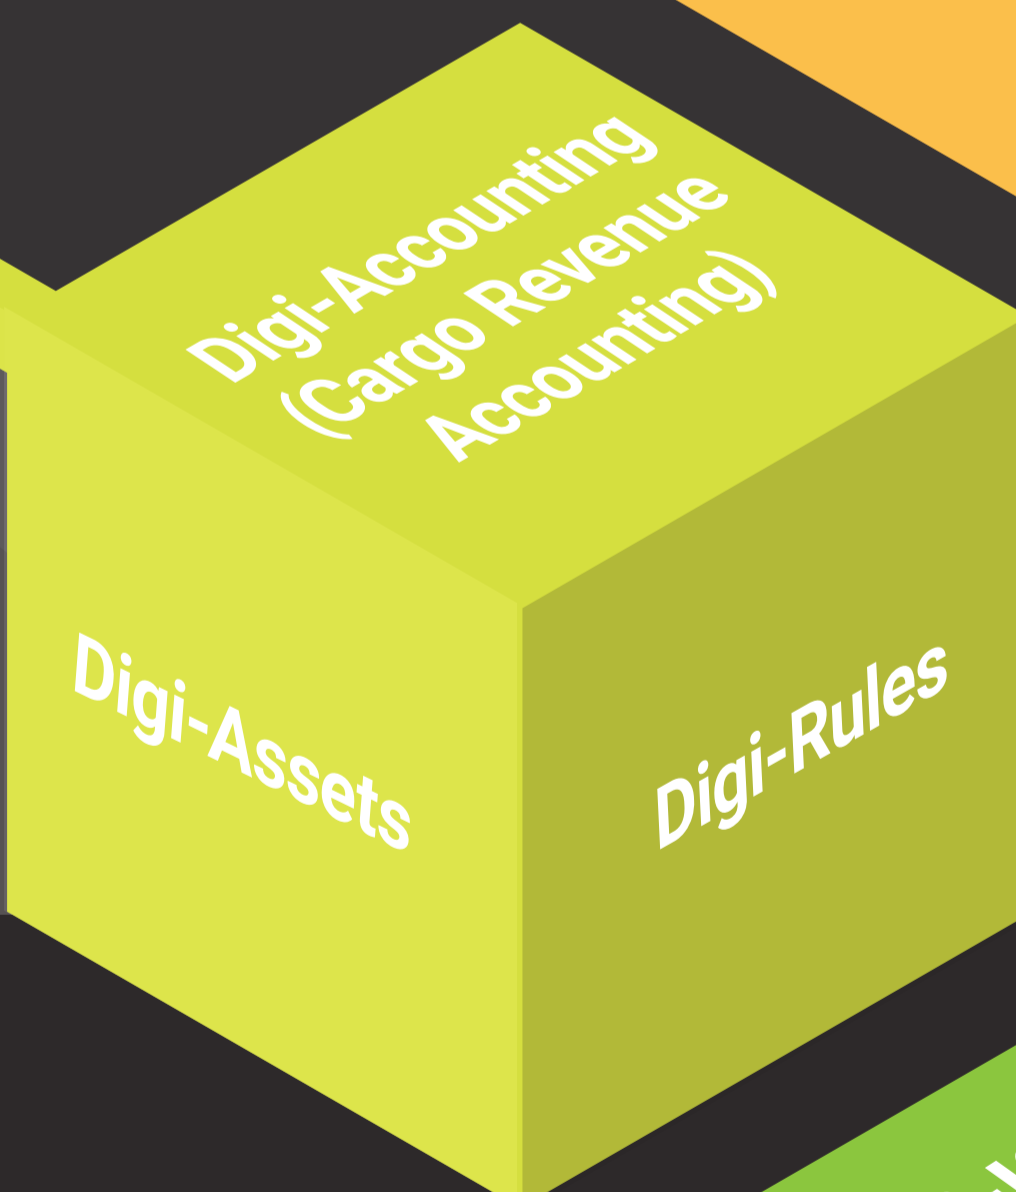 Digi-Accounting
(Cargo Revenue
Accounting)
Digi-Assets
Digi-Rules